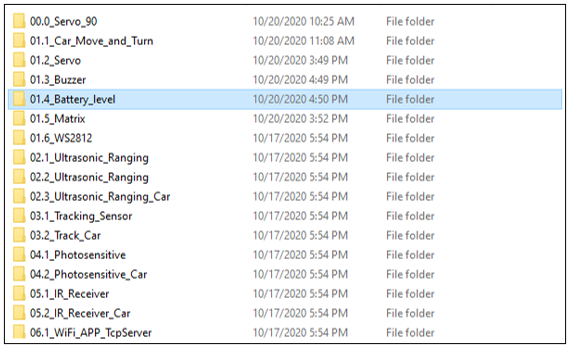 00.0_Servo_90 10/20/2020 10:25 AM File folder
01.1_Car_Move_and_Turn 10/20/2020 11:08 AM File folder
01.2_Servo 10/20/2020 3:49 PM File folder
01.3_Buzzer 10/20/2020 4:49 PM File folder
01.4_Battery_level 10/20/2020 4:50 PM File folder
01.5_Matrix 10/20/2020 3:52 PM File folder
01.6_WS2812 10/17/2020 5:54 PM File folder
02.1_Ultrasonic_Ranging 10/17/2020 5:54 PM File folder
02.2_Ultrasonic_Ranging 10/17/2020 5:54 PM File folder
02.3_Ultrasonic_Ranging_Car 10/17/2020 5:54 PM File folder
03.1_Tracking_Sensor 10/17/2020 5:54 PM File folder
03.2_Track_Car 10/17/2020 5:54 PM File folder
04.1_Photosensitive 10/17/2020 5:54 PM File folder
04.2_Photosensitive_Car 10/17/2020 5:54 PM File folder
05.1_IR_Receiver 10/17/2020 5:54 PM File folder
05.2_IR_Receiver_Car 10/17/2020 5:54 PM File folder
06.1_WiFi_APP_TcpServer 10/17/2020 5:54 PM File folder